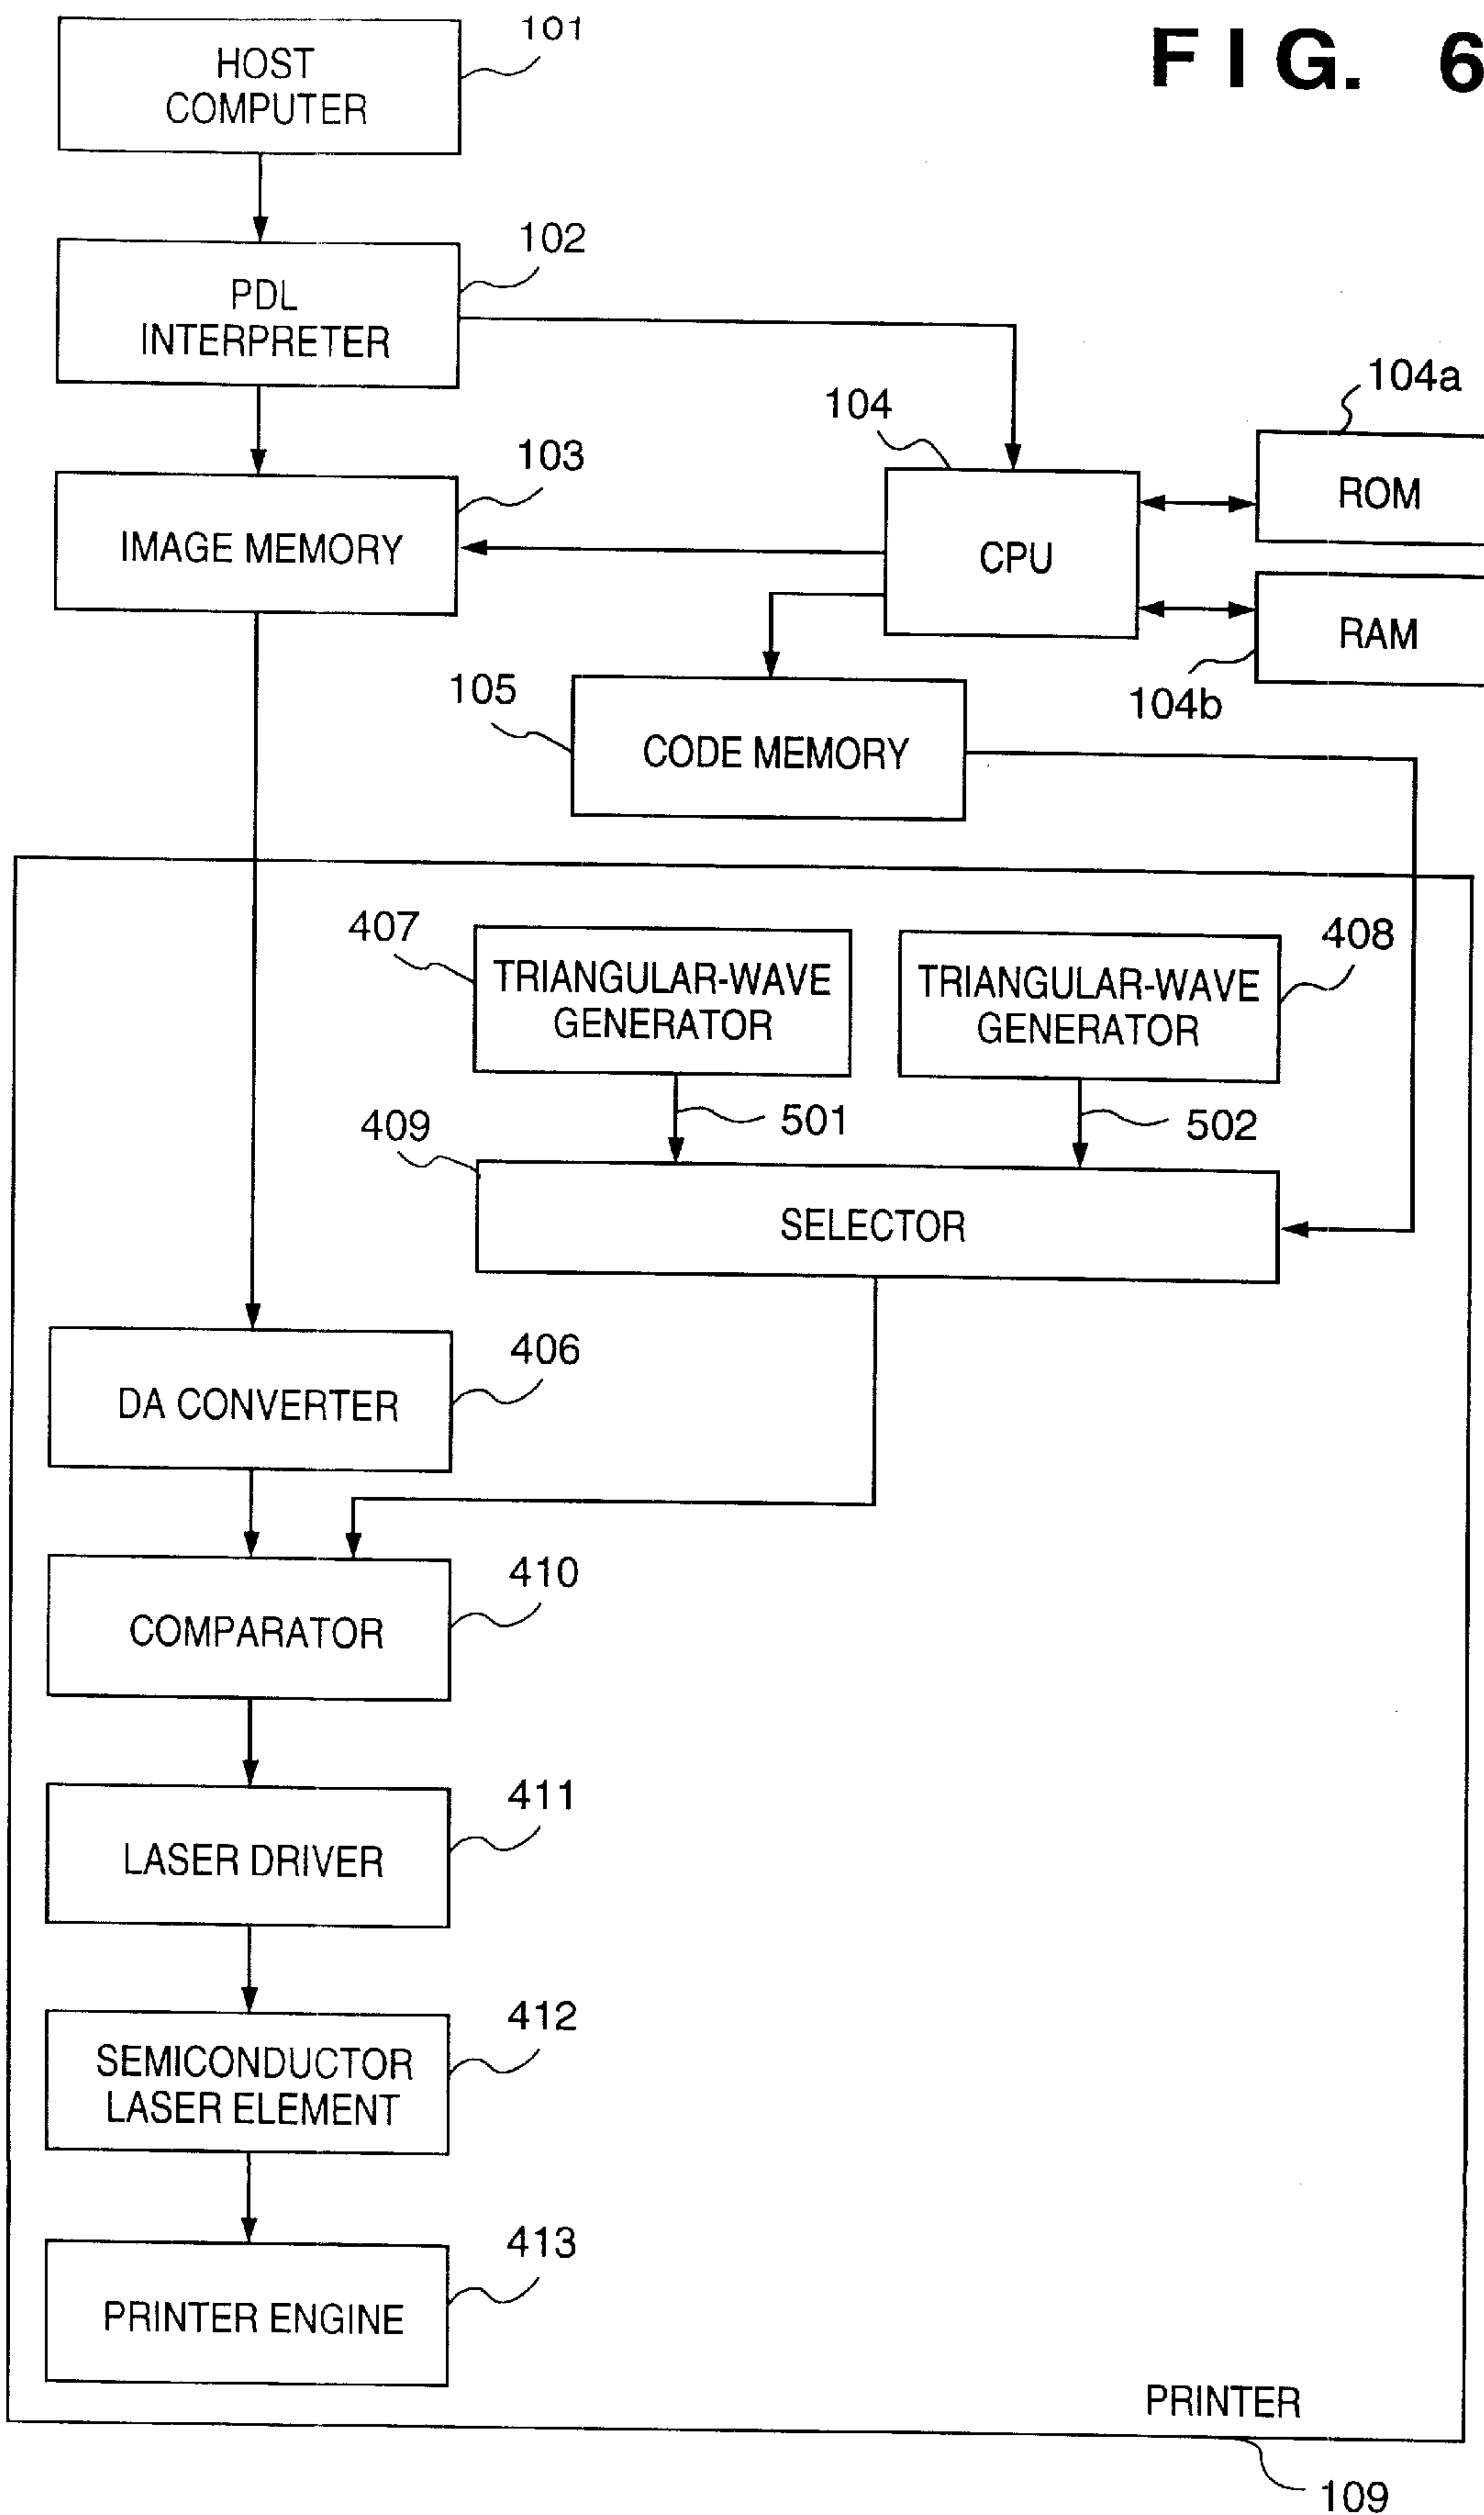 FIG. 6
101
HOST
COMPUTER
102
PDL
INTERPRETER
104a
104
103
ROM
IMAGE MEMORY
CPU
RAM
105
104b
CODE MEMORY
407
408
TRIANGULAR-WAVE
GENERATOR
TRIANGULAR-WAVE
GENERATOR
501
502
409
SELECTOR
406
DA CONVERTER
410
COMPARATOR
411
LASER DRIVER
412
SEMICONDUCTOR
LASER ELEMENT
413
PRINTER ENGINE
PRINTER
109